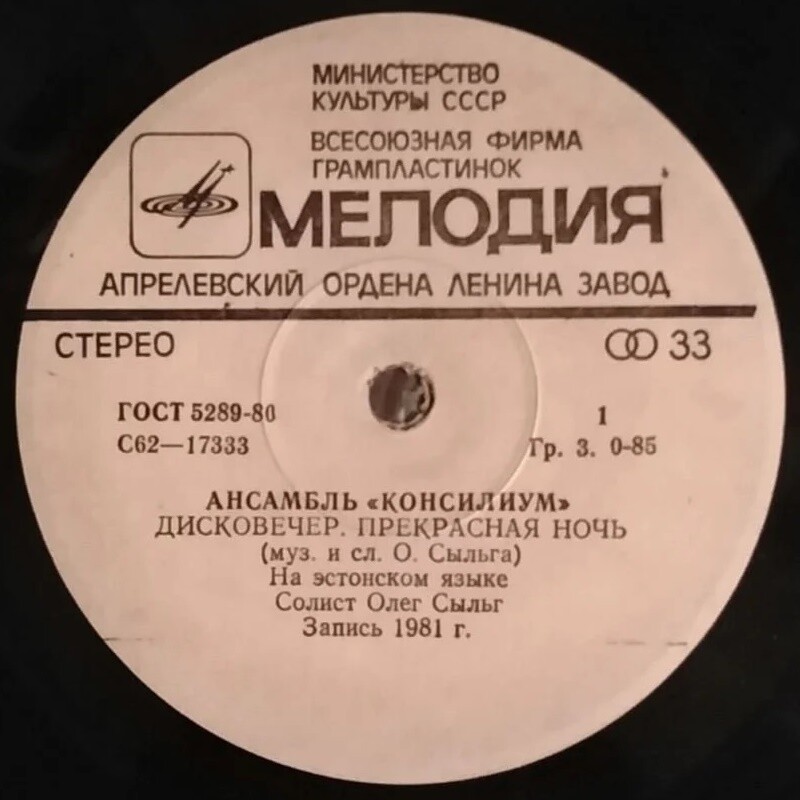 МИНИСТЕРСТВО
КУЛЬТУРЫ СССР
ВСЕСОЮЗНАЯ ФИРМА
ГРАМПЛАСТИНОК
МЕЛОДИЯ
АПРЕЛЕВСКИЙ ОРДЕНА ЛЕНИНА ЗАВОД
СТЕРЕО 33
ГОСТ 5289-80 1
С62—17333 Гр. 3. 0-85
АНСАМБЛЬ «КОНСИЛИУМ»
ДИСКОВЕЧЕР. ПРЕКРАСНАЯ НОЧЬ
(муз. и сл. О. Сыльга)
На эстонском языке
Солист Олег Сыльг
Запись 1981 г.